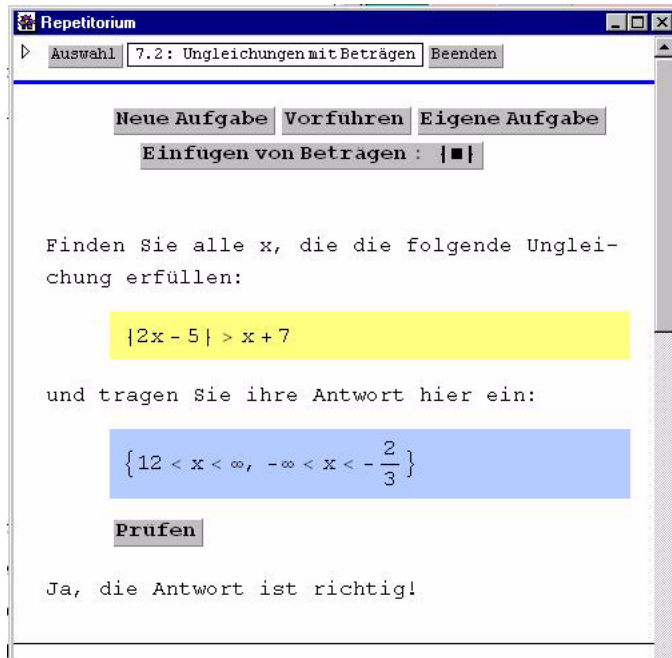 Repetitorium
Auswahl 7.2: Ungleichungen mit Beträgen Beenden
Neue Aufgabe Vorführen Eigene Aufgabe
Einfügen von Beträgen : ∤■∤
Finden Sie alle x, die die folgende Unglei-
chung erfüllen:
∤2x - 5∤ > x + 7
und tragen Sie ihre Antwort hier ein:
{12 < x < ∞, -∞ < x < -2/3}
Prüfen
Ja, die Antwort ist richtig!